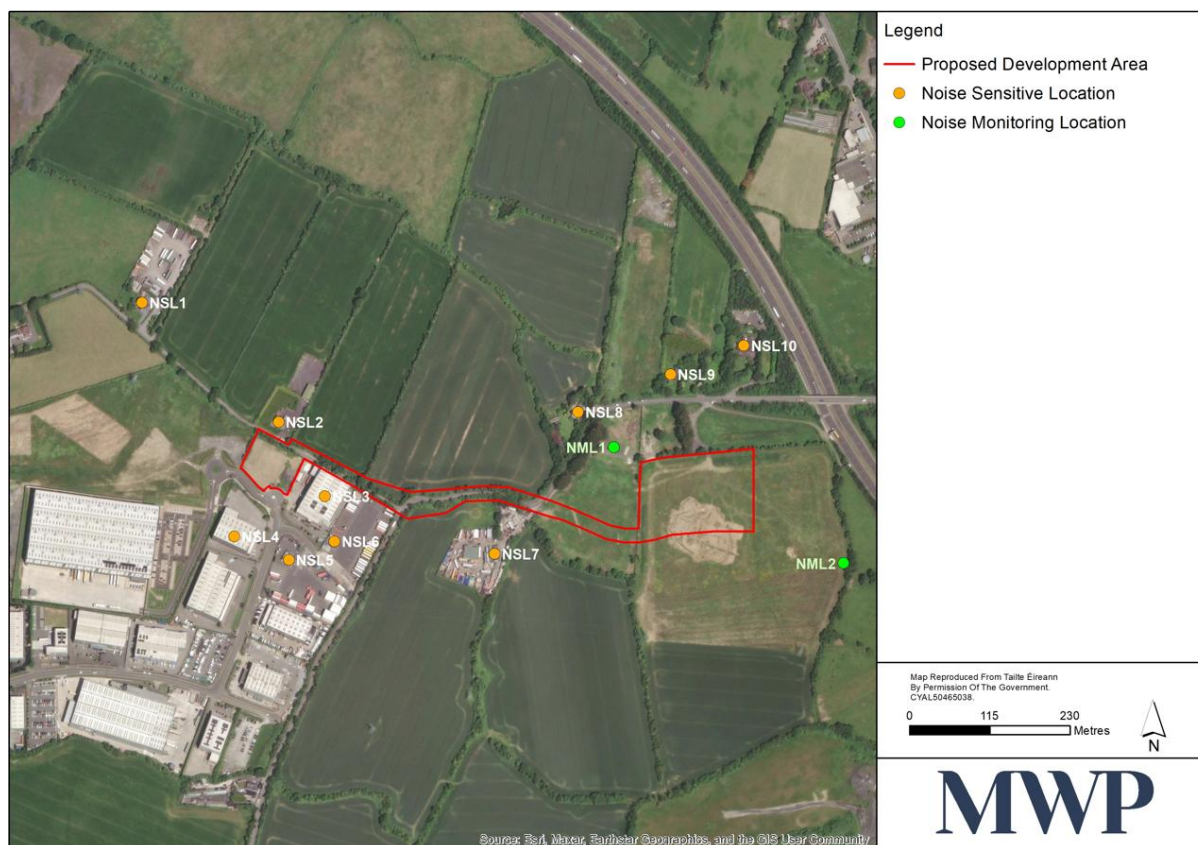 Legend
Proposed Development Area
Noise Sensitive Location
Noise Monitoring Location
NSL1
NSL10
NSL9
NSL8
NSL2
NML1
NSL3
NSL4
NSL6
NSL5
NSL7
NML2
Map Reproduced From Tailte Éireann
By Permission Of The Government.
CYAL50465038.
0 115 230
Metres
N
MWP
Source: Esri, Maxar, Earthstar Geographics, and the GIS User Community